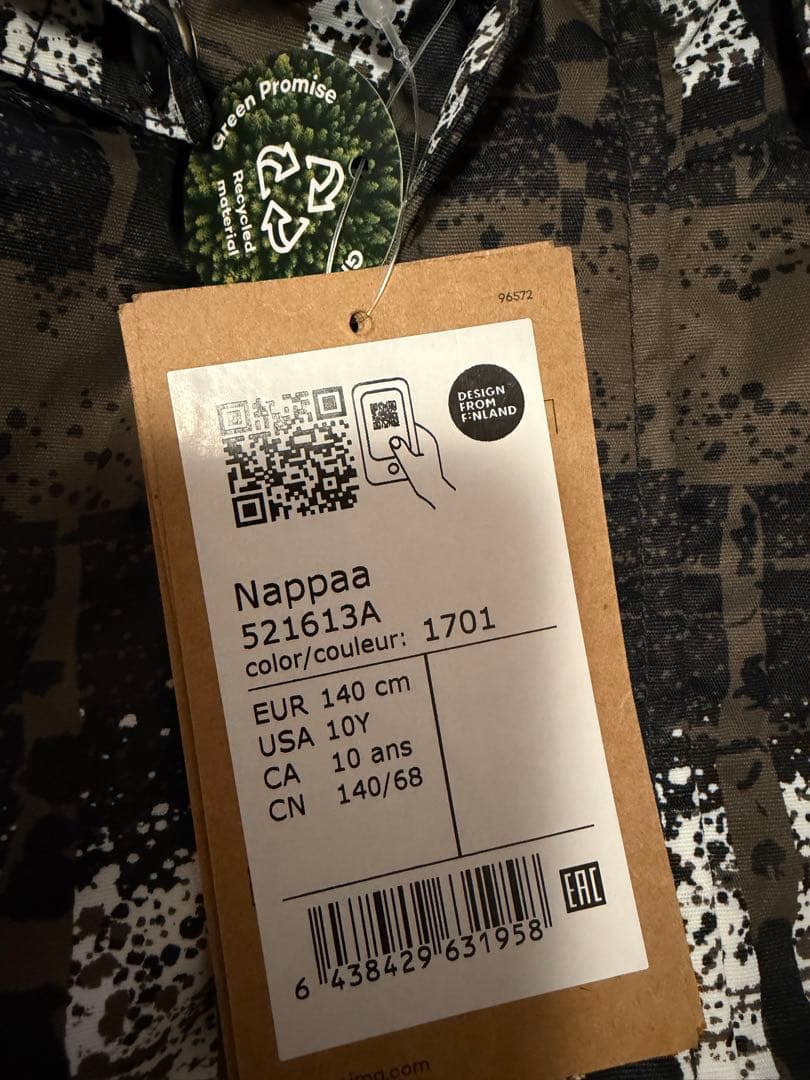 Green Promise
Recycled
material
96572
DESIGN
FROM
FINLAND
Nappaa
521613A
color/couleur: 1701
EUR 140 cm
USA 10Y
CA 10 ans
CN 140/68
EAC
6 438429 631958